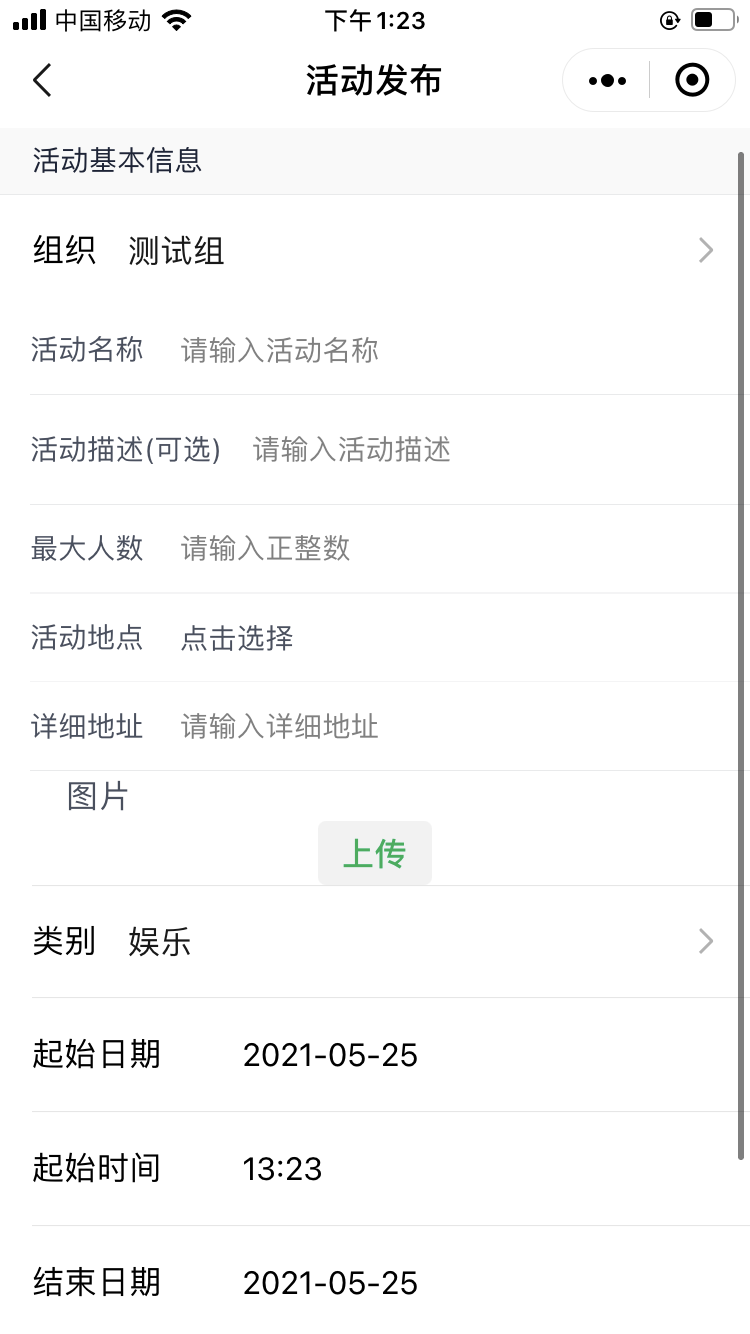 中国移动 下午1:23
活动发布
活动基本信息
组织 测试组
活动名称 请输入活动名称
活动描述(可选) 请输入活动描述
最大人数 请输入正整数
活动地点 点击选择
详细地址 请输入详细地址
图片
上传
类别 娱乐
起始日期 2021-05-25
起始时间 13:23
结束日期 2021-05-25